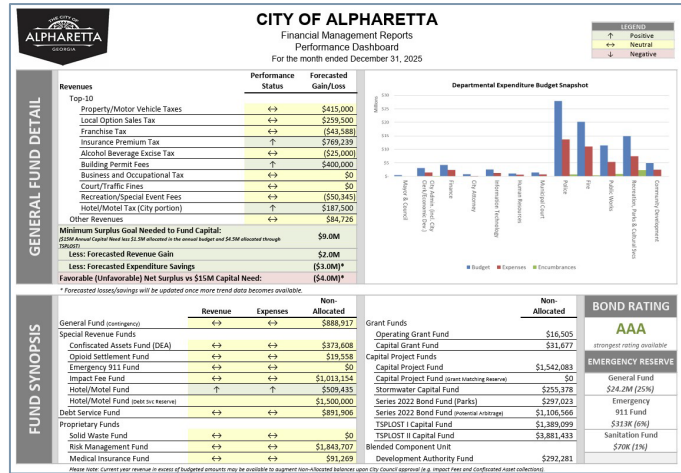 THE CITY OF
ALPHARETTA
GEORGIA
CITY OF ALPHARETTA
Financial Management Reports
Performance Dashboard
For the month ended December 31, 2025
LEGEND
↑ Positive
↔ Neutral
↓ Negative
GENERAL FUND DETAIL
Performance Forecasted
Revenues Status Gain/Loss
Top-10
Property/Motor Vehicle Taxes ↔ $415,000
Local Option Sales Tax ↔ $259,500
Franchise Tax ↔ ($43,588)
Insurance Premium Tax ↑ $769,239
Alcohol Beverage Excise Tax ↔ ($25,000)
Building Permit Fees ↑ $400,000
Business and Occupational Tax ↔ $0
Court/Traffic Fines ↔ $0
Recreation/Special Event Fees ↔ ($50,345)
Hotel/Motel Tax (City portion) ↑ $187,500
Other Revenues ↔ $84,726
Minimum Surplus Goal Needed to Fund Capital: $9.0M
($15M Annual Capital Need less $1.5M allocated in the annual budget and $4.5M allocated through
TSPLOST)
Less: Forecasted Revenue Gain $2.0M
Less: Forecasted Expenditure Savings ($3.0M)*
Favorable (Unfavorable) Net Surplus vs $15M Capital Need: ($4.0M)*
* Forecasted losses/savings will be updated once more trend data becomes available.
Departmental Expenditure Budget Snapshot
Millions
$30
$25
$20
$15
$10
$5
$-
Mayor & Council
City Admin (incl. City Clerk/Economic Dev.)
Finance
City Attorney
Information Technology
Human Resources
Municipal Court
Police
Fire
Public Works
Recreation, Parks & Cultural Svcs
Community Development
Budget Expenses Encumbrances
FUND SYNOPSIS
Non-
Revenue Expenses Allocated
General Fund (Contingency) ↔ ↔ $888,917
Special Revenue Funds
Confiscated Assets Fund (DEA) ↔ ↔ $373,608
Opioid Settlement Fund ↔ ↔ $19,558
Emergency 911 Fund ↔ ↔ $0
Impact Fee Fund ↔ ↔ $1,013,154
Hotel/Motel Fund ↑ ↑ $509,435
Hotel/Motel Fund (Debt Svc Reserve) $1,500,000
Debt Service Fund ↔ ↔ $891,906
Proprietary Funds
Solid Waste Fund ↔ ↔ $0
Risk Management Fund ↔ ↔ $1,843,707
Medical Insurance Fund ↔ ↔ $91,269
Non-
Allocated
Grant Funds
Operating Grant Fund $16,505
Capital Grant Fund $31,677
Capital Project Funds
Capital Project Fund $1,542,083
Capital Project Fund (Grant Matching Reserve) $0
Stormwater Capital Fund $255,378
Series 2022 Bond Fund (Parks) $297,023
Series 2022 Bond Fund (Potential Arbitrage) $1,106,566
TSPLOST I Capital Fund $1,389,099
TSPLOST II Capital Fund $3,881,433
Blended Component Unit
Development Authority Fund $292,281
BOND RATING
AAA
strongest rating available
EMERGENCY RESERVE
General Fund
$24.2M (25%)
Emergency
911 Fund
$313K (6%)
Sanitation Fund
$70K (1%)
Please Note: Current year revenue in excess of budgeted amounts may be available to augment Non-Allocated balances upon City Council approval (e.g. Impact Fees and Confiscated Asset collections).